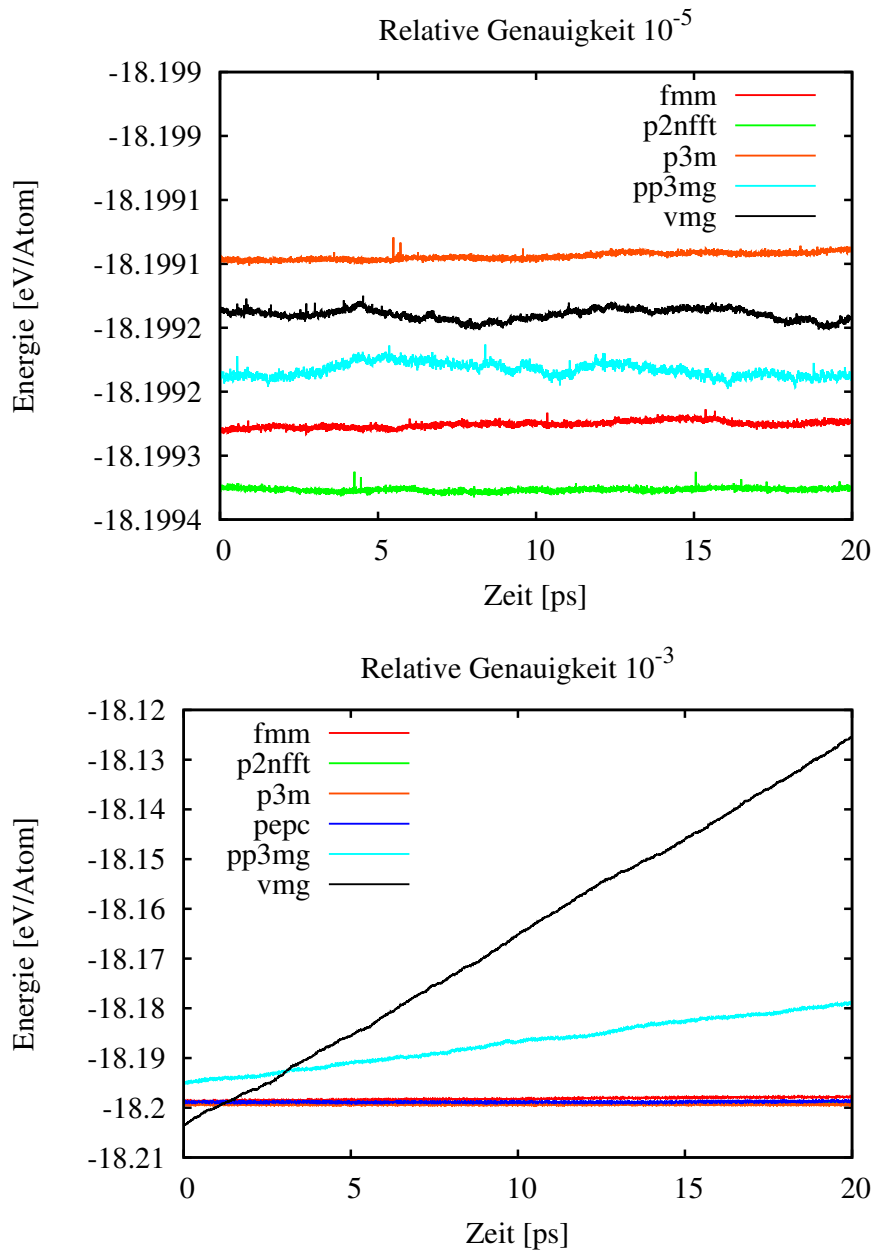 Relative Genauigkeit 10^-5
Energie [eV/Atom]
-18.199
-18.199
-18.1991
-18.1991
-18.1992
-18.1992
-18.1993
-18.1994
fmm
p2nfft
p3m
pp3mg
vmg
0 5 10 15 20
Zeit [ps]
Relative Genauigkeit 10^-3
Energie [eV/Atom]
-18.12
-18.13
-18.14
-18.15
-18.16
-18.17
-18.18
-18.19
-18.2
-18.21
fmm
p2nfft
p3m
pepc
pp3mg
vmg
0 5 10 15 20
Zeit [ps]